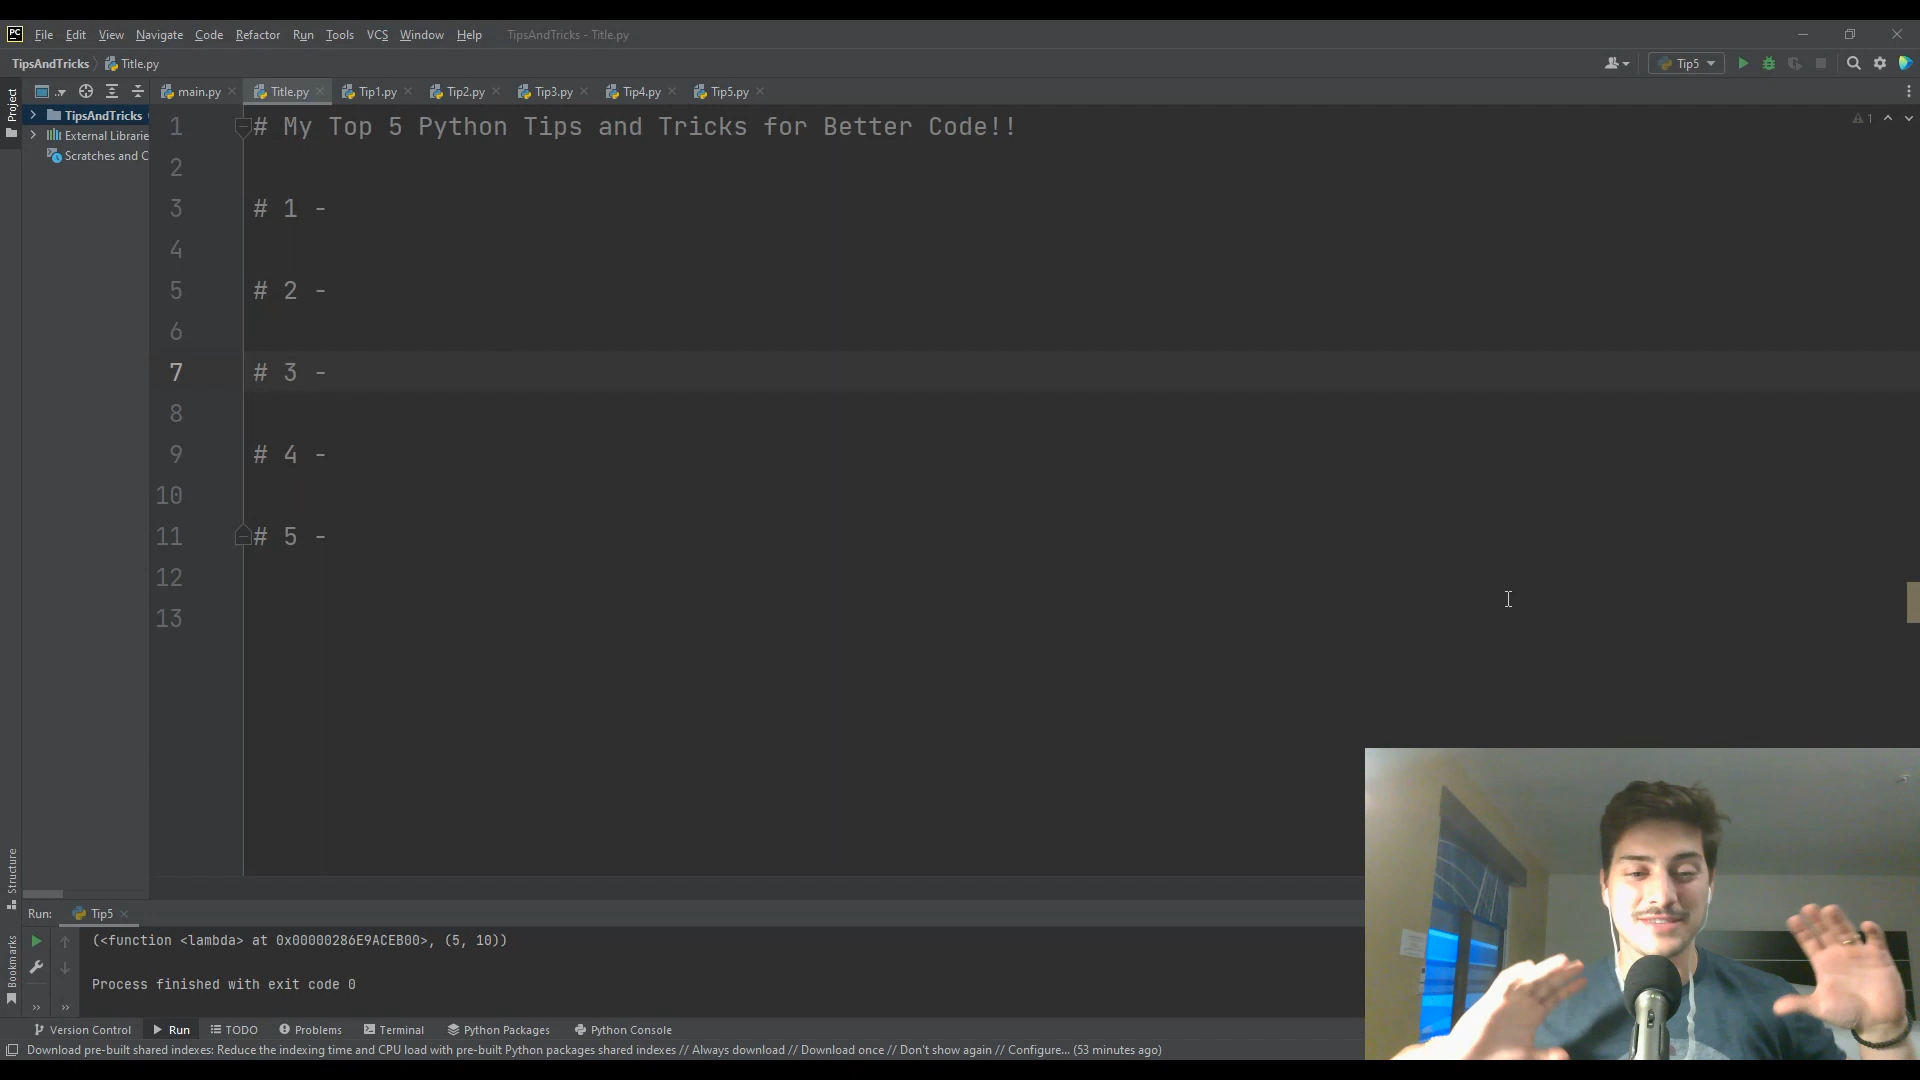 PC File Edit View Navigate Code Refactor Run Tools VCS Window Help TipsAndTricks - Title.py
TipsAndTricks Title.py Tip5
Project
main.py Title.py Tip1.py Tip2.py Tip3.py Tip4.py Tip5.py
TipsAndTricks
External Librarie
Scratches and C
1 # My Top 5 Python Tips and Tricks for Better Code!! 1
2
3 # 1 -
4
5 # 2 -
6
7 # 3 -
8
9 # 4 -
10
11 # 5 -
12
13
Structure
Bookmarks
Run: Tip5
(<function <lambda> at 0x00000286E9ACEB00>, (5, 10))
Process finished with exit code 0
Version Control Run TODO Problems Terminal Python Packages Python Console
Download pre-built shared indexes: Reduce the indexing time and CPU load with pre-built Python packages shared indexes // Always download // Download once // Don't show again // Configure... (53 minutes ago)